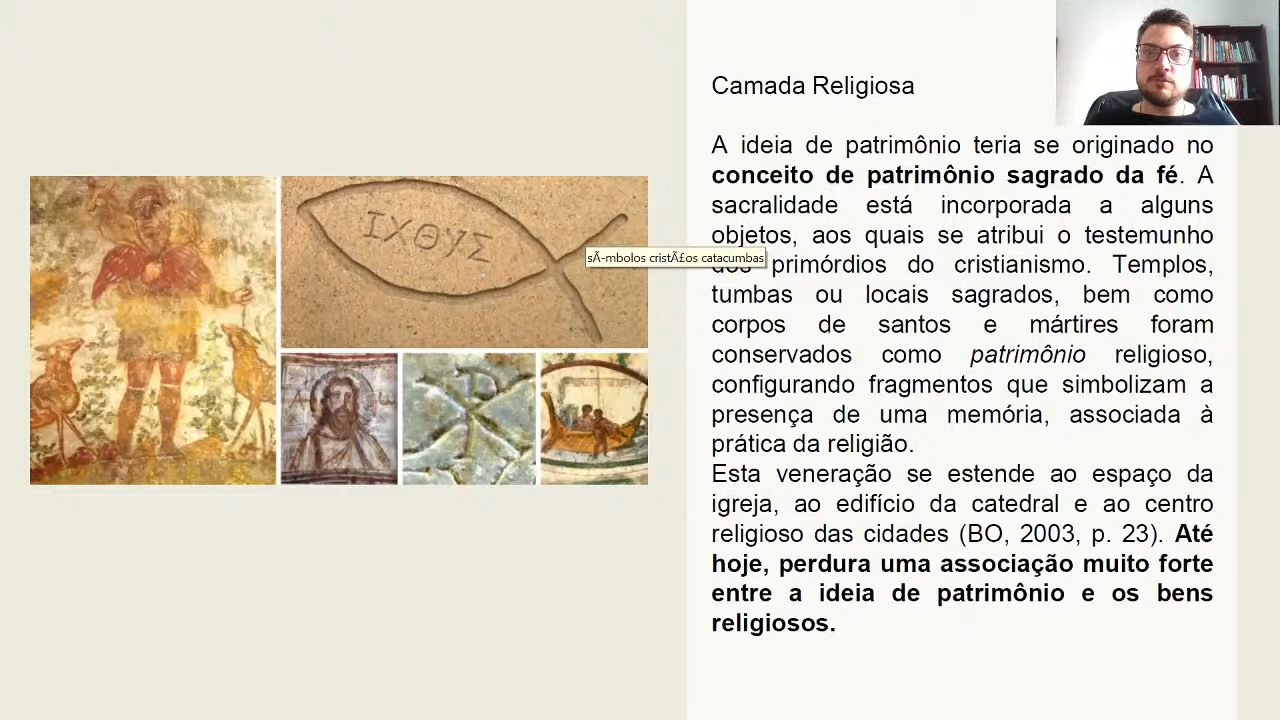 Camada Religiosa
A ideia de patrimônio teria se originado no
conceito de patrimônio sagrado da fé. A
sacralidade está incorporada a alguns
objetos, aos quais se atribui o testemunho
dos primórdios do cristianismo. Templos,
tumbas ou locais sagrados, bem como
corpos de santos e mártires foram
conservados como patrimônio religioso,
configurando fragmentos que simbolizam a
presença de uma memória, associada à
prática da religião.
Esta veneração se estende ao espaço da
igreja, ao edifício da catedral e ao centro
religioso das cidades (BO, 2003, p. 23). Até
hoje, perdura uma associação muito forte
entre a ideia de patrimônio e os bens
religiosos.
ΙΧΘΥΣ
sÃ-mbolos cristÃ£os catacumbas
Α ω